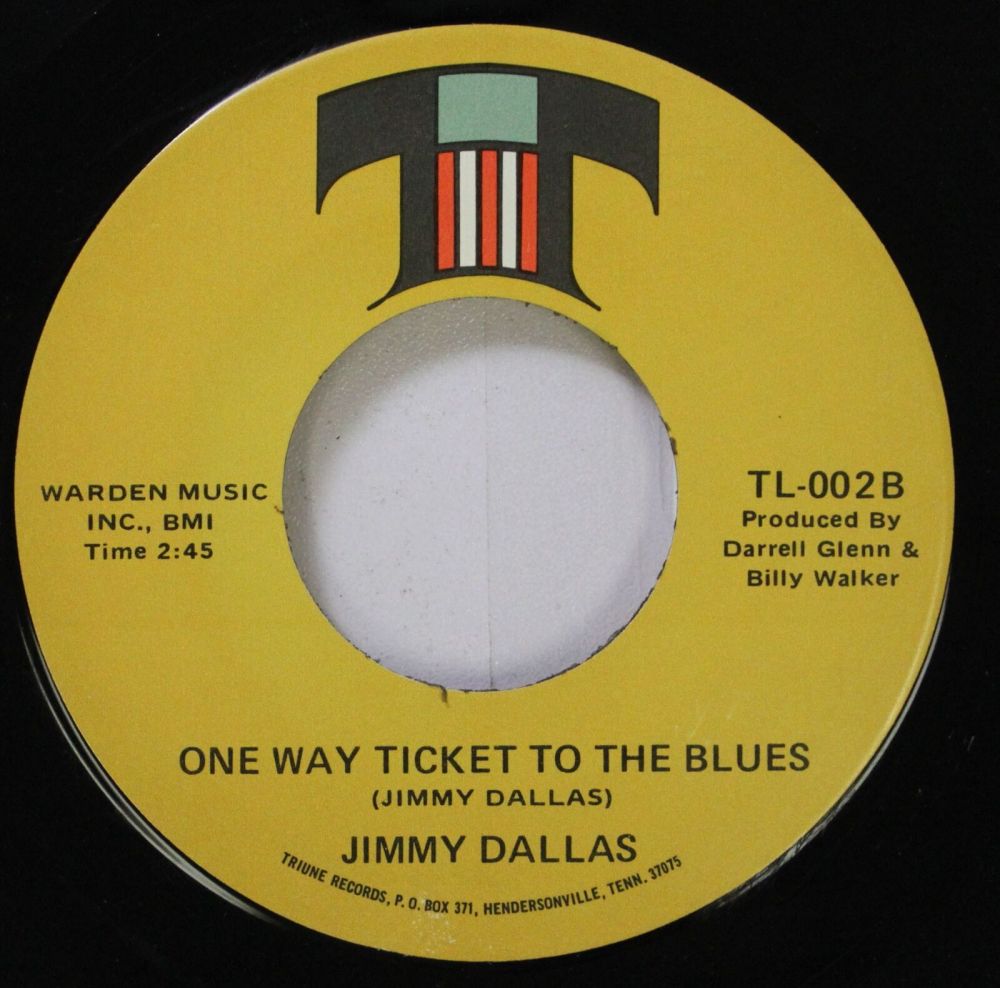 T
WARDEN MUSIC
INC., BMI
Time 2:45
TL-002B
Produced By
Darrell Glenn &
Billy Walker
ONE WAY TICKET TO THE BLUES
(JIMMY DALLAS)
JIMMY DALLAS
TRIUNE RECORDS, P.O. BOX 371, HENDERSONVILLE, TENN. 37075